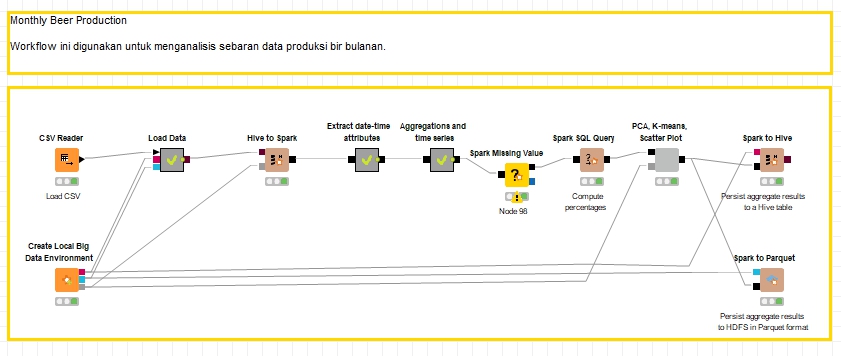 Monthly Beer Production
Workflow ini digunakan untuk menganalisis sebaran data produksi bir bulanan.
CSV Reader
Load CSV
Load Data
Hive to Spark
Extract date-time
attributes
Aggregations and
time series
Spark Missing Value
Node 98
Spark SQL Query
Compute
percentages
PCA, K-means,
Scatter Plot
Spark to Hive
Persist aggregate results
to a Hive table
Create Local Big
Data Environment
Spark to Parquet
Persist aggregate results
to HDFS in Parquet format